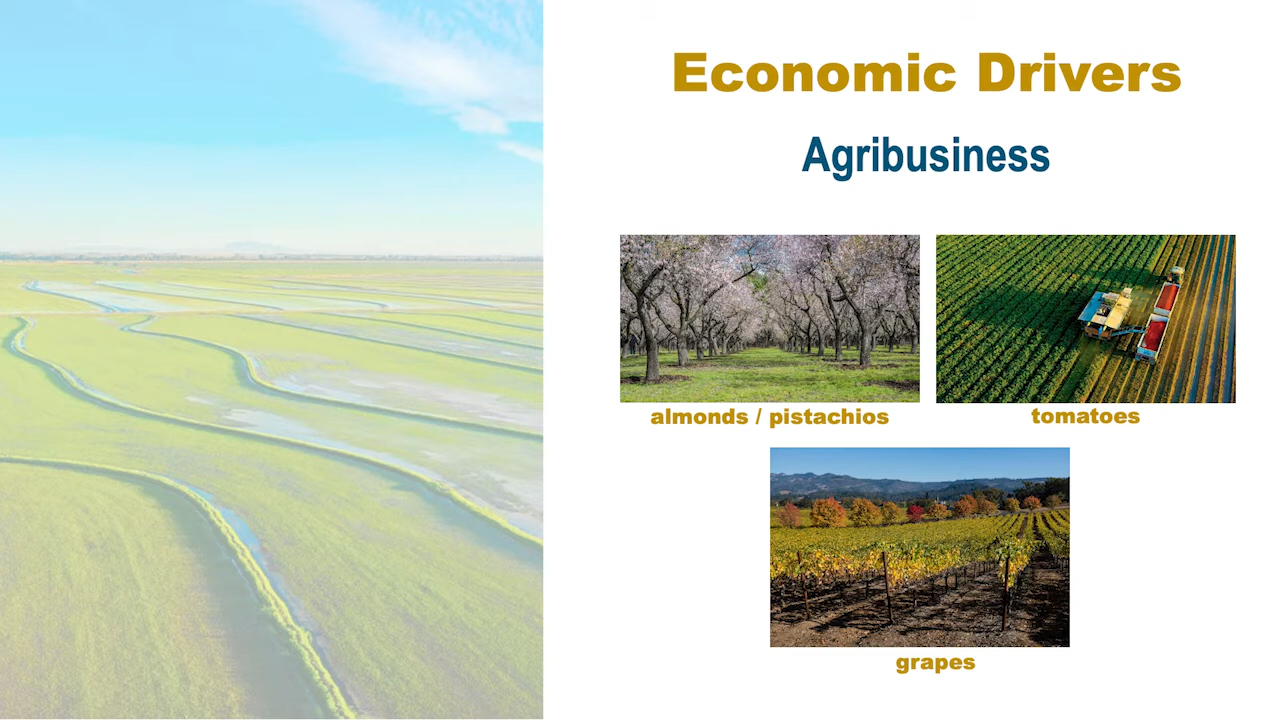 Economic Drivers
Agribusiness
almonds / pistachios
tomatoes
grapes